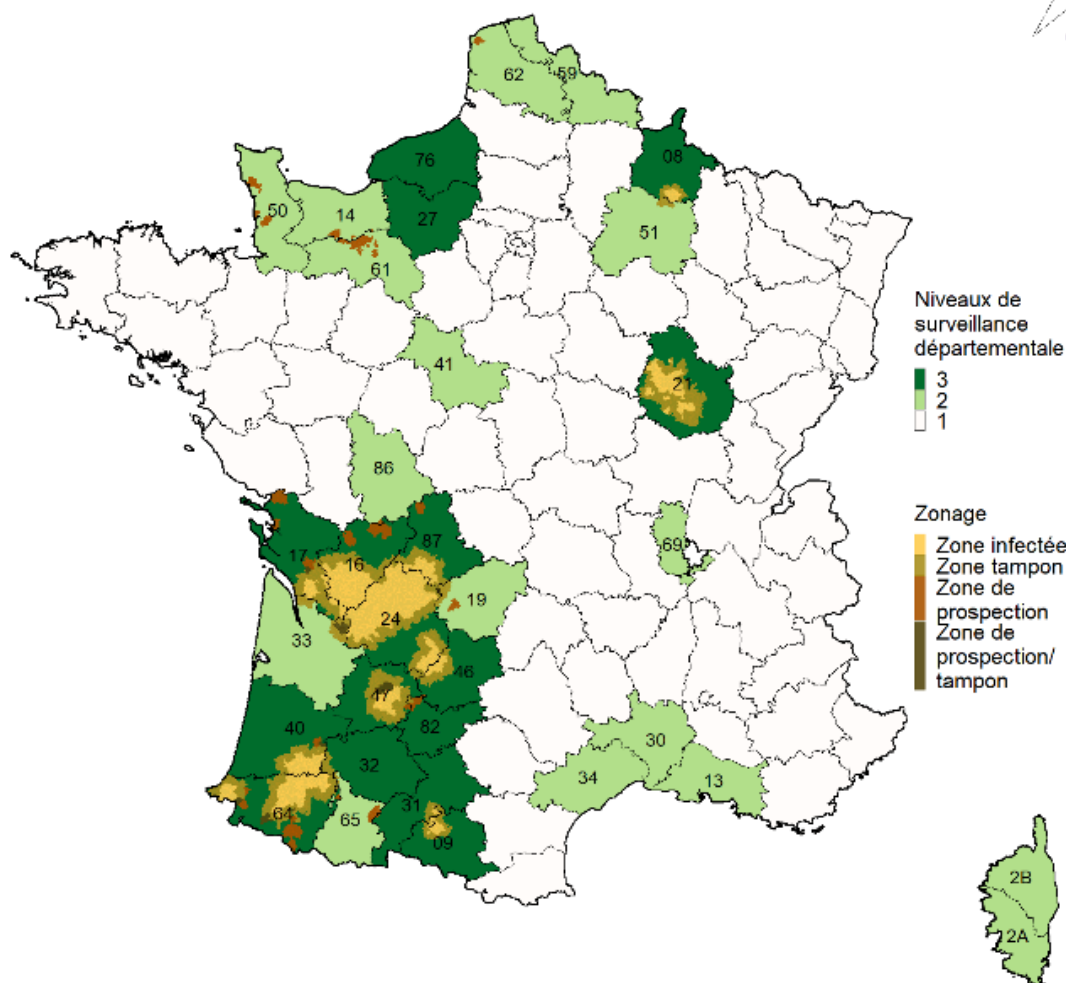 62
59
76
08
27
50
14
51
61
Niveaux de
surveillance
départementale
3
2
1
41
21
86
Zonage
Zone infectée
Zone tampon
Zone de
prospection
Zone de
prospection/
tampon
87
69
17
16
19
24
33
46
47
40
82
30
32
34
13
31
64
65
09
2B
2A